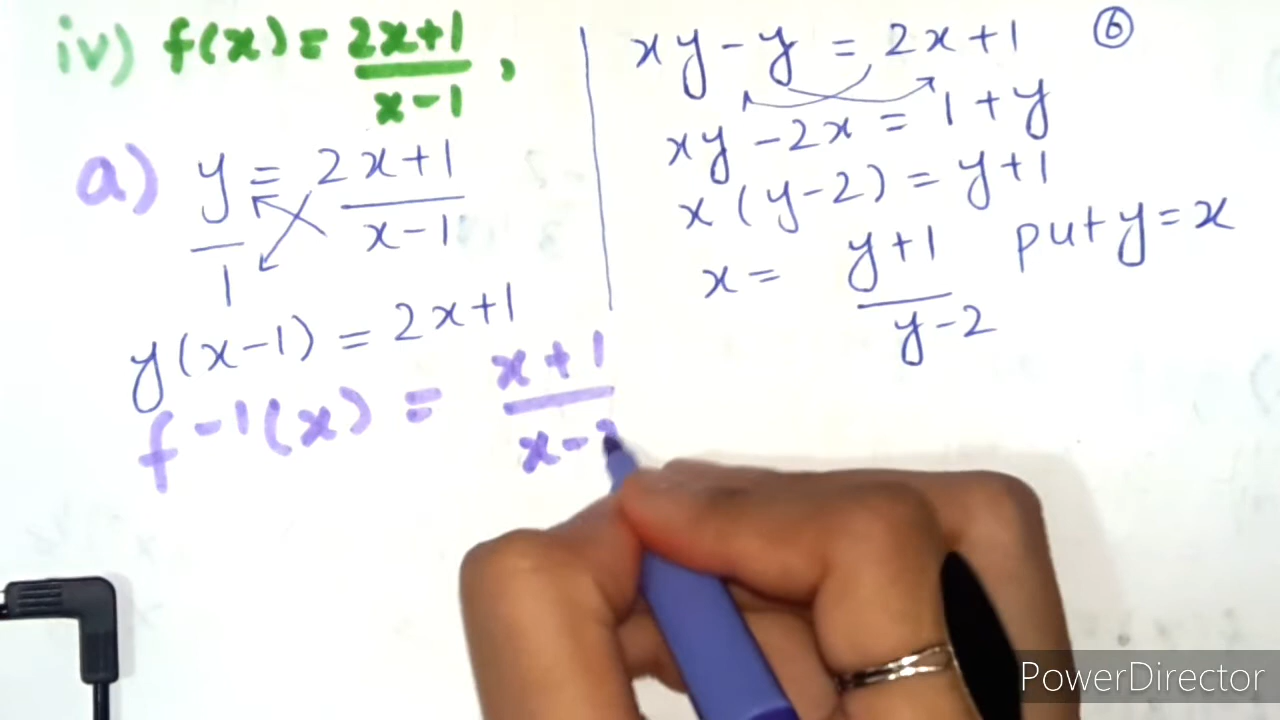 iv) f(x) = 2x+1 / x-1 ,
a) y/1 = 2x+1 / x-1
y(x-1) = 2x+1
f-1(x) = x+1 / x-
xy - y = 2x+1 ⑥
xy - 2x = 1 + y
x(y-2) = y+1
x = y+1 / y-2 put y = x
PowerDirector